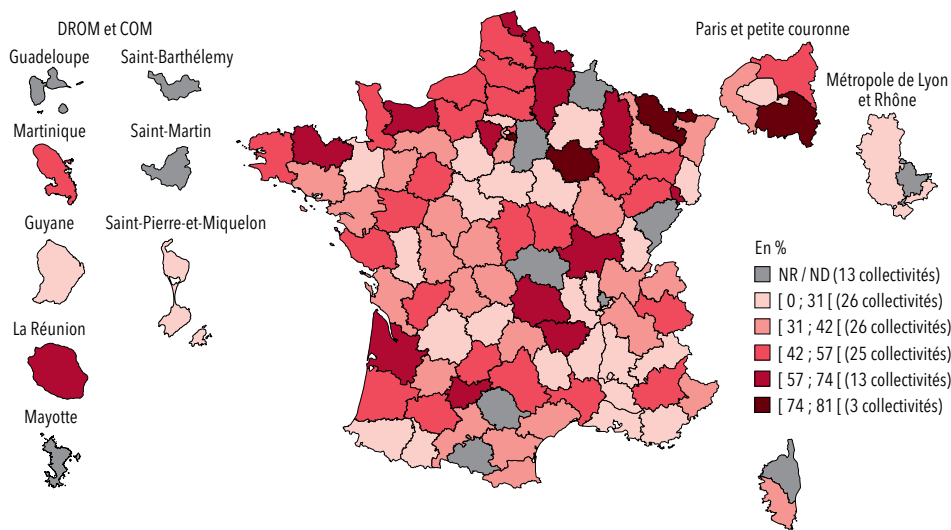 DROM et COM
Guadeloupe
Saint-Barthélemy
Martinique
Saint-Martin
Guyane
Saint-Pierre-et-Miquelon
La Réunion
Mayotte
Paris et petite couronne
Métropole de Lyon
et Rhône
En %
NR / ND (13 collectivités)
[ 0 ; 31 [ (26 collectivités)
[ 31 ; 42 [ (26 collectivités)
[ 42 ; 57 [ (25 collectivités)
[ 57 ; 74 [ (13 collectivités)
[ 74 ; 81 [ (3 collectivités)